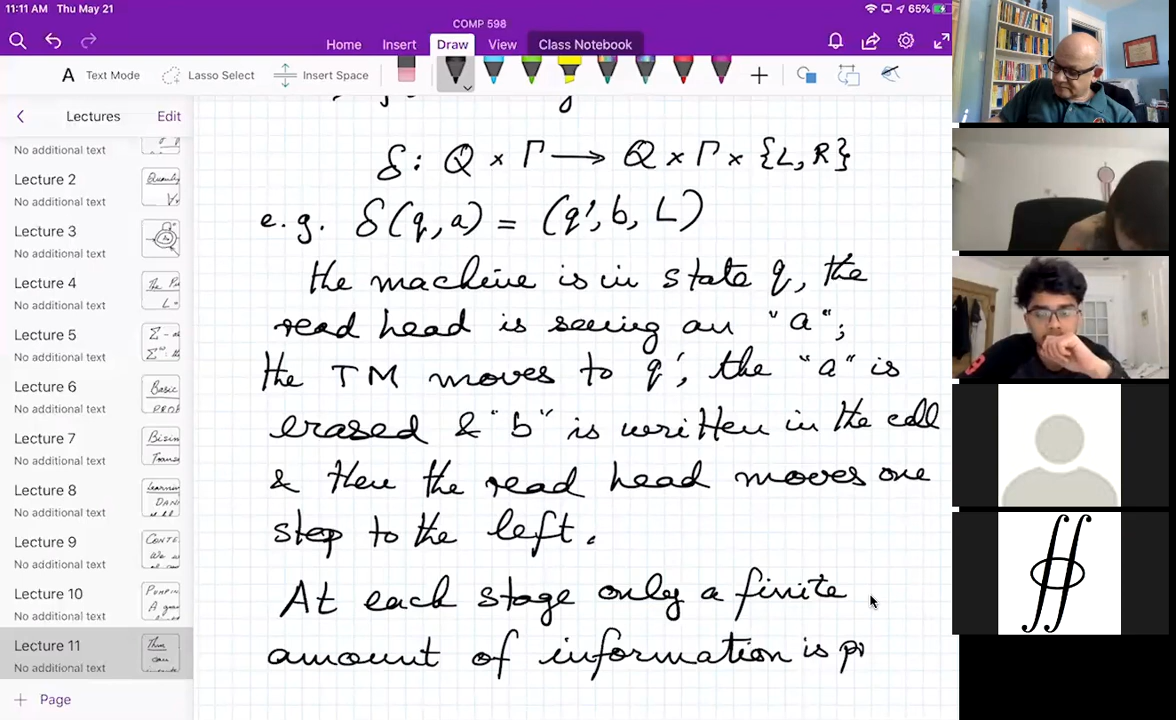 11:11 AM Thu May 21
65%
COMP 598
Home Insert Draw View Class Notebook
A Text Mode Lasso Select Insert Space
Lectures Edit
No additional text
Lecture 2
No additional text
Lecture 3
No additional text
Lecture 4
No additional text
Lecture 5
No additional text
Lecture 6
No additional text
Lecture 7
No additional text
Lecture 8
No additional text
Lecture 9
No additional text
Lecture 10
No additional text
Lecture 11
No additional text
+ Page
δ: Q × Γ → Q × Γ × {L, R}
e.g. δ(q, a) = (q', b, L)
The machine is in state q, the
read head is seeing an "a";
the TM moves to q', the "a" is
erased & "b" is written in the cell
& then the read head moves one
step to the left.
At each stage only a finite
amount of information is pr
∯